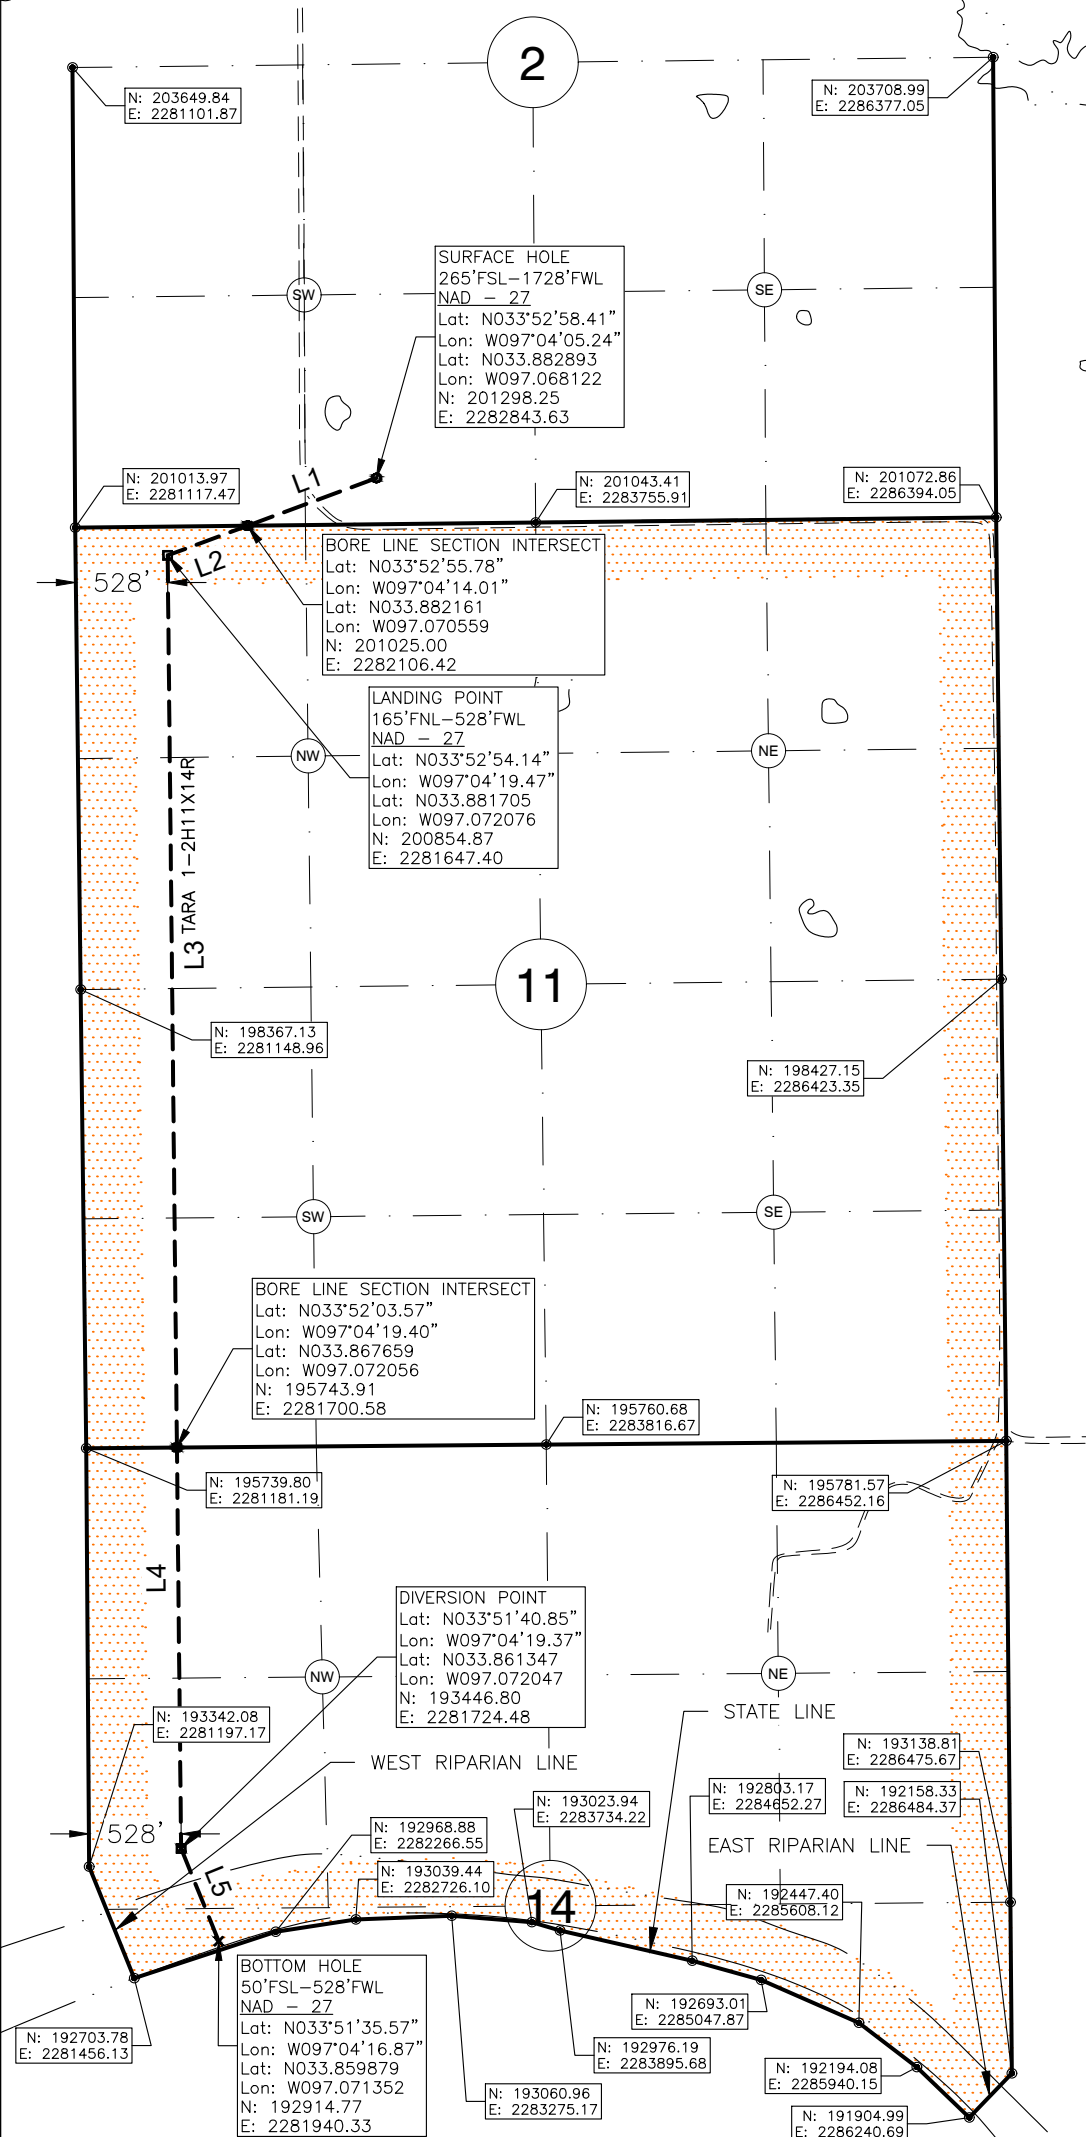 2
N: 203649.84
E: 2281101.87
N: 203708.99
E: 2286377.05
SURFACE HOLE
265'FSL-1728'FWL
NAD - 27
Lat: N033°52'58.41"
Lon: W097°04'05.24"
Lat: N033.882893
Lon: W097.068122
N: 201298.25
E: 2282843.63
SW
SE
N: 201013.97
E: 2281117.47
L1
N: 201043.41
E: 2283755.91
N: 201072.86
E: 2286394.05
L2
528'
BORE LINE SECTION INTERSECT
Lat: N033°52'55.78"
Lon: W097°04'14.01"
Lat: N033.882161
Lon: W097.070559
N: 201025.00
E: 2282106.42
LANDING POINT
165'FNL-528'FWL
NAD - 27
Lat: N033°52'54.14"
Lon: W097°04'19.47"
Lat: N033.881705
Lon: W097.072076
N: 200854.87
E: 2281647.40
NW
NE
L3
TARA 1-2H11X14R
11
N: 198367.13
E: 2281148.96
N: 198427.15
E: 2286423.35
SW
SE
BORE LINE SECTION INTERSECT
Lat: N033°52'03.57"
Lon: W097°04'19.40"
Lat: N033.867659
Lon: W097.072056
N: 195743.91
E: 2281700.58
N: 195760.68
E: 2283816.67
N: 195739.80
E: 2281181.19
N: 195781.57
E: 2286452.16
L4
DIVERSION POINT
Lat: N033°51'40.85"
Lon: W097°04'19.37"
Lat: N033.861347
Lon: W097.072047
N: 193446.80
E: 2281724.48
NW
NE
STATE LINE
N: 193342.08
E: 2281197.17
WEST RIPARIAN LINE
N: 193138.81
E: 2286475.67
N: 192803.17
E: 2284652.27
N: 192158.33
E: 2286484.37
N: 193023.94
E: 2283734.22
528'
N: 192968.88
E: 2282266.55
EAST RIPARIAN LINE
N: 193039.44
E: 2282726.10
L5
14
N: 192447.40
E: 2285608.12
BOTTOM HOLE
50'FSL-528'FWL
NAD - 27
Lat: N033°51'35.57"
Lon: W097°04'16.87"
Lat: N033.859879
Lon: W097.071352
N: 192914.77
E: 2281940.33
N: 192703.78
E: 2281456.13
N: 192693.01
E: 2285047.87
N: 192976.19
E: 2283895.68
N: 192194.08
E: 2285940.15
N: 193060.96
E: 2283275.17
N: 191904.99
E: 2286240.69